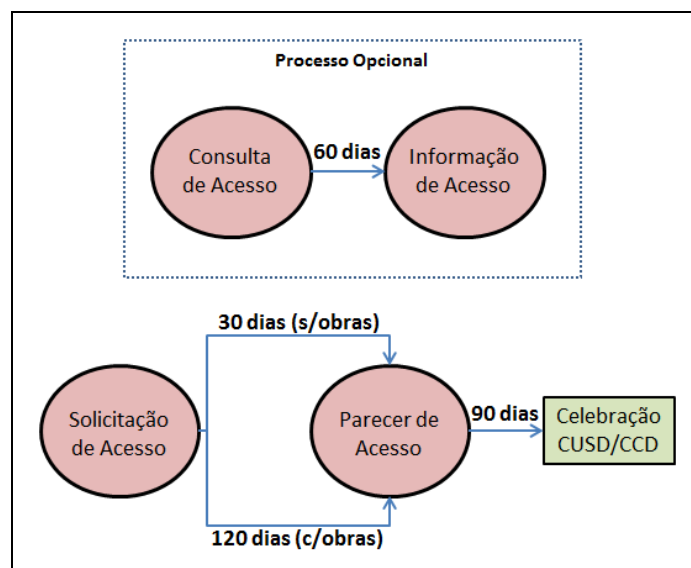 Processo Opcional
Consulta
de Acesso
60 dias
Informação
de Acesso
30 dias (s/obras)
Solicitação
de Acesso
Parecer de
Acesso
90 dias
Celebração
CUSD/CCD
120 dias (c/obras)